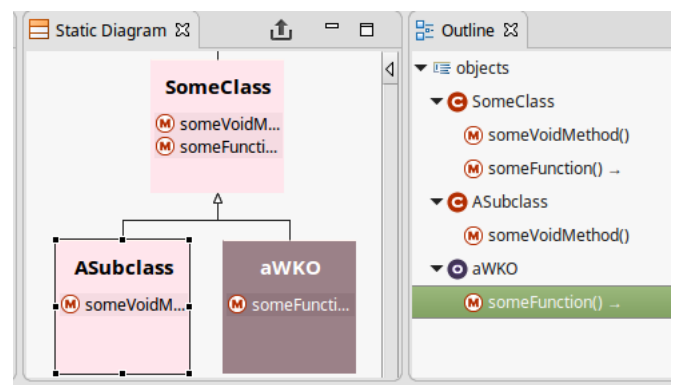 Static Diagram
SomeClass
M someVoidM...
M someFuncti...
ASubclass
M someVoidM...
aWKO
M someFuncti...
Outline
objects
C SomeClass
M someVoidMethod()
M someFunction() →
C ASubclass
M someVoidMethod()
O aWKO
M someFunction() →